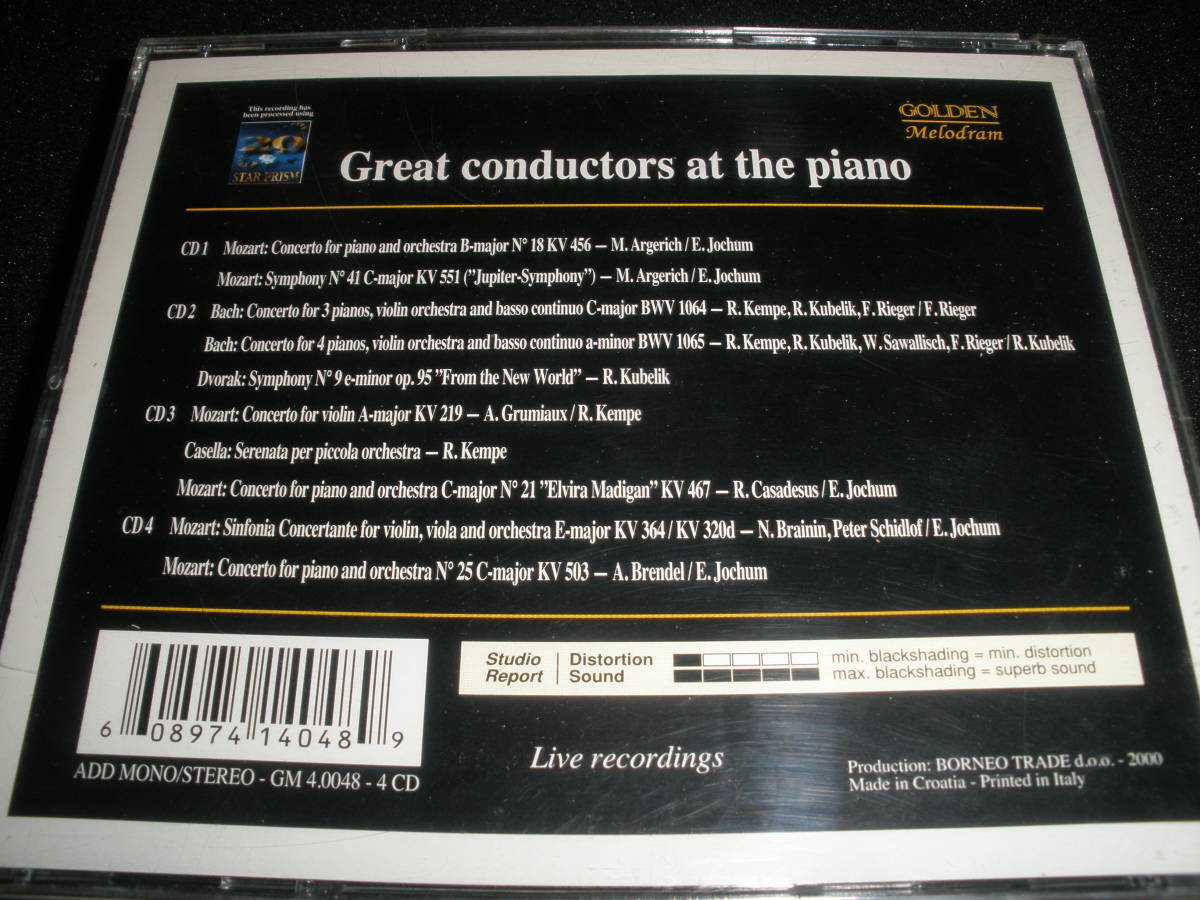 This recording has
been processed using
20
STAR PRISM
GOLDEN
Melodram
Great conductors at the piano
CD 1 Mozart: Concerto for piano and orchestra B-major N° 18 KV 456 – M. Argerich / E. Jochum
Mozart: Symphony N° 41 C-major KV 551 ("Jupiter-Symphony") – M. Argerich / E. Jochum
CD 2 Bach: Concerto for 3 pianos, violin orchestra and basso continuo C-major BWV 1064 – R. Kempe, R. Kubelik, F. Rieger / F. Rieger
Bach: Concerto for 4 pianos, violin orchestra and basso continuo a-minor BWV 1065 – R. Kempe, R. Kubelik, W. Sawallisch, F. Rieger / R. Kubelik
Dvorak: Symphony N° 9 e-minor op. 95 "From the New World" – R. Kubelik
CD 3 Mozart: Concerto for violin A-major KV 219 – A. Grumiaux / R. Kempe
Casella: Serenata per piccola orchestra – R. Kempe
Mozart: Concerto for piano and orchestra C-major N° 21 "Elvira Madigan" KV 467 – R. Casadesus / E. Jochum
CD 4 Mozart: Sinfonia Concertante for violin, viola and orchestra E-major KV 364 / KV 320d – N. Brainin, Peter Schidlof / E. Jochum
Mozart: Concerto for piano and orchestra N° 25 C-major KV 503 – A. Brendel / E. Jochum
Studio Report | Distortion Sound
min. blackshading = min. distortion
max. blackshading = superb sound
6 08974 14048 9
ADD MONO/STEREO - GM 4.0048 - 4 CD
Live recordings
Production: BORNEO TRADE d.o.o. - 2000
Made in Croatia - Printed in Italy